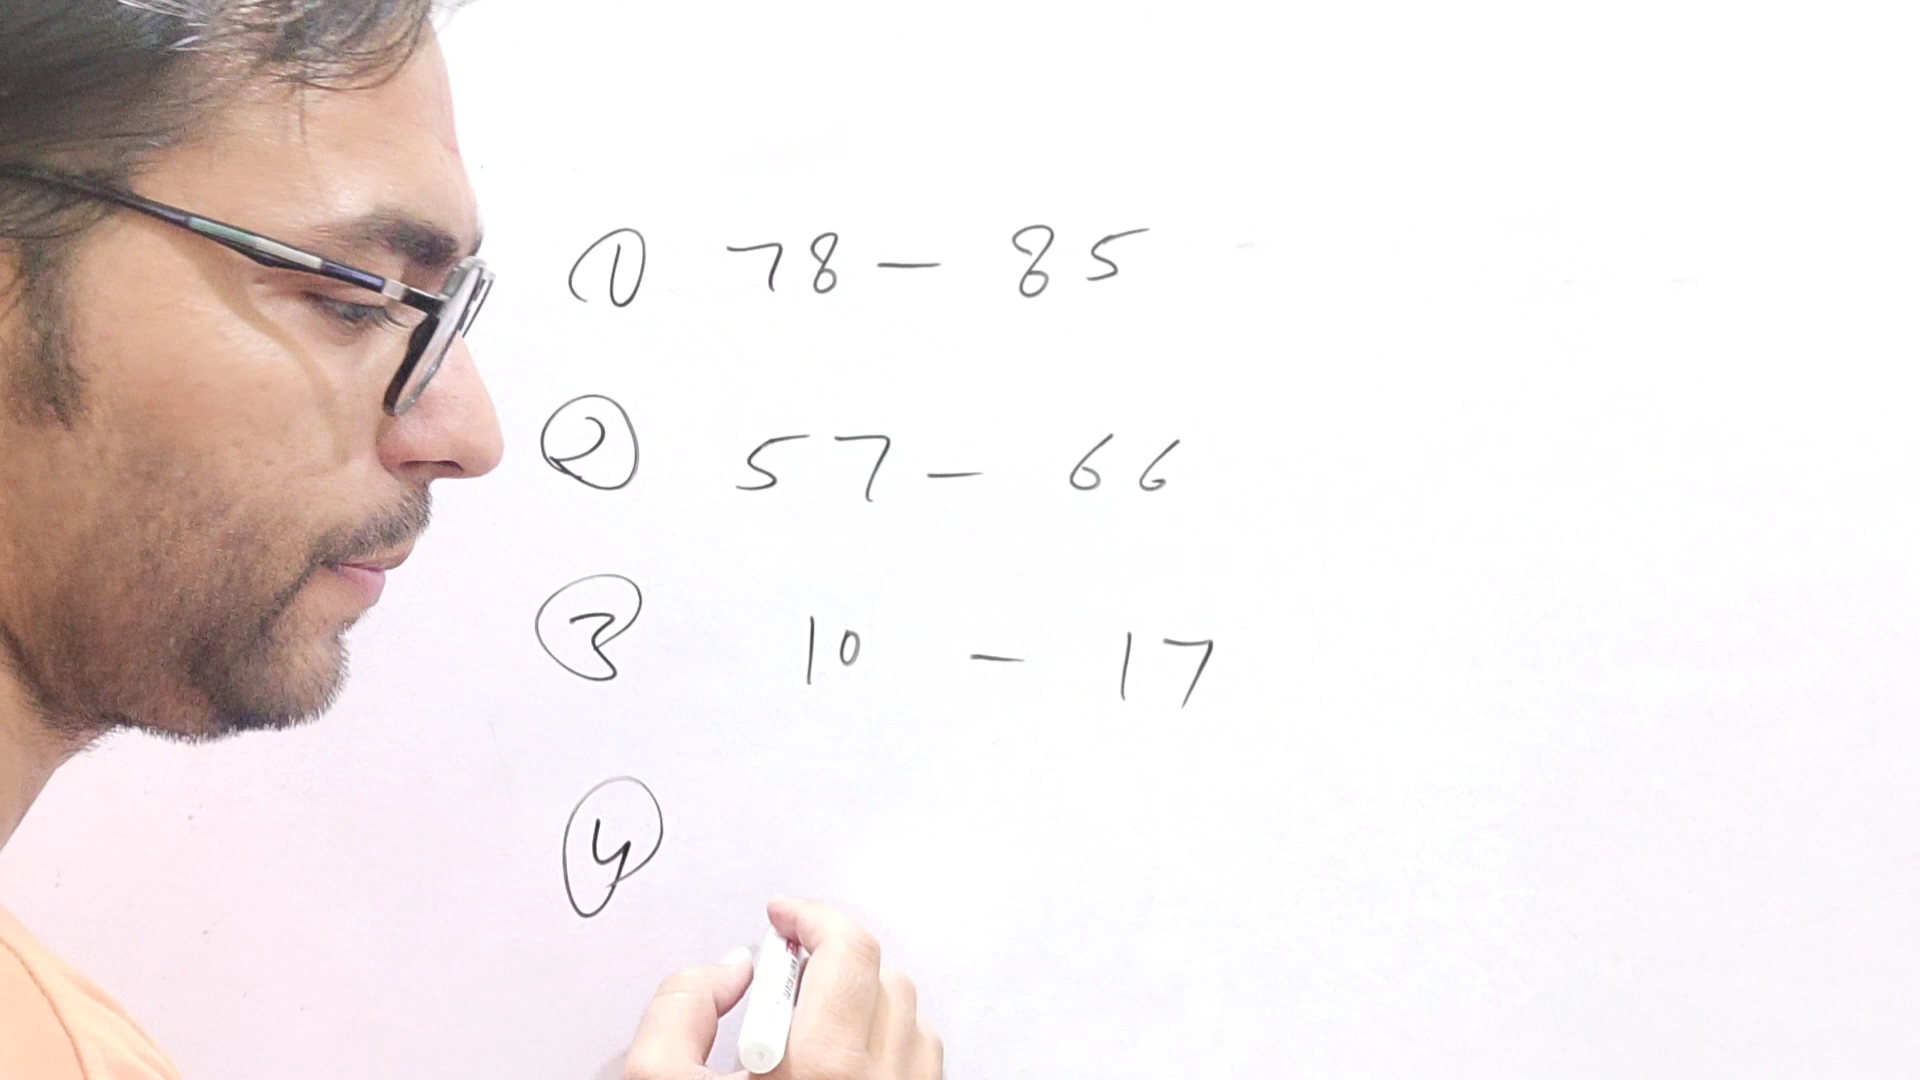 ① 78 - 85
② 57 - 66
③ 10 - 17
④